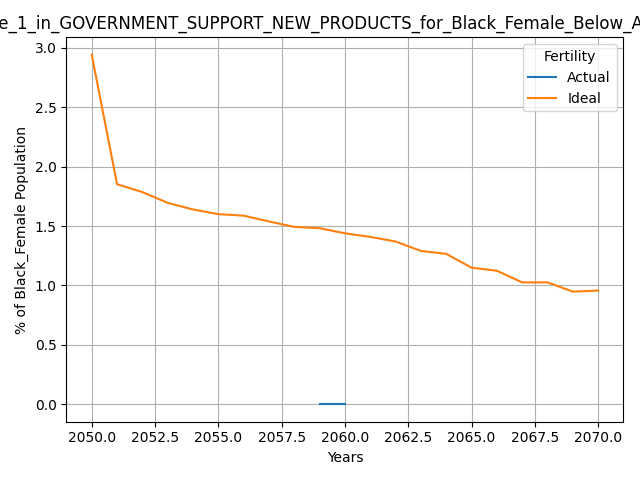 e_1_in_GOVERNMENT_SUPPORT_NEW_PRODUCTS_for_Black_Female_Below_A
3.0
2.5
2.0
1.5
1.0
0.5
0.0
% of Black_Female Population
Fertility
Actual
Ideal
2050.0 2052.5 2055.0 2057.5 2060.0 2062.5 2065.0 2067.5 2070.0
Years